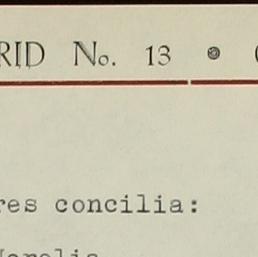 RID No. 13
res concilia: